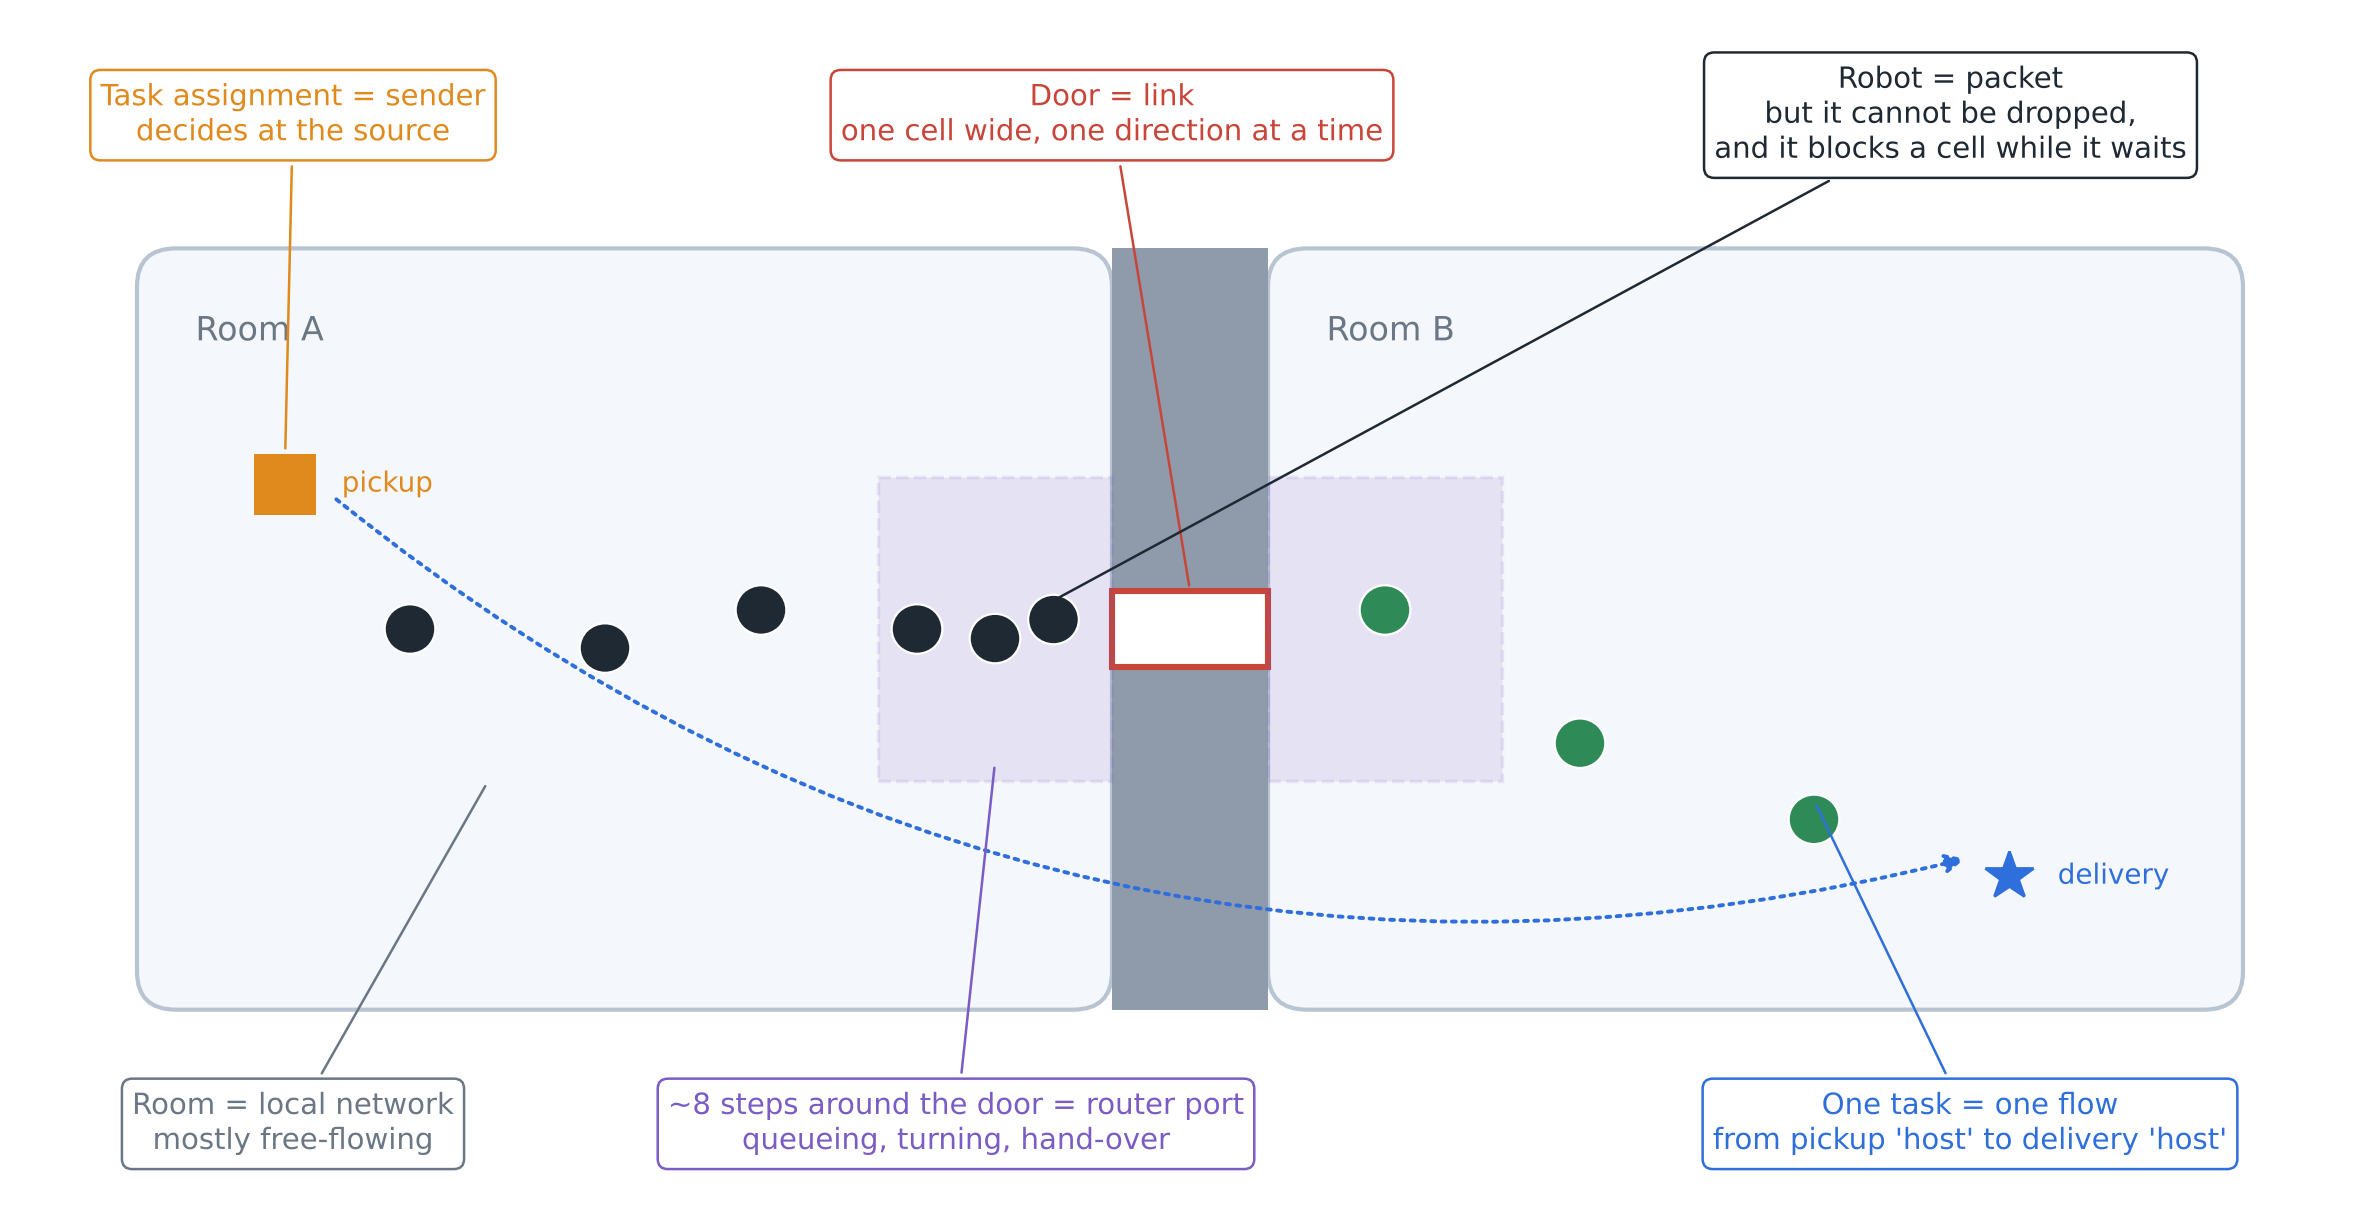 Task assignment = sender
decides at the source
Door = link
one cell wide, one direction at a time
Robot = packet
but it cannot be dropped,
and it blocks a cell while it waits
Room A
Room B
pickup
delivery
Room = local network
mostly free-flowing
~8 steps around the door = router port
queueing, turning, hand-over
One task = one flow
from pickup 'host' to delivery 'host'